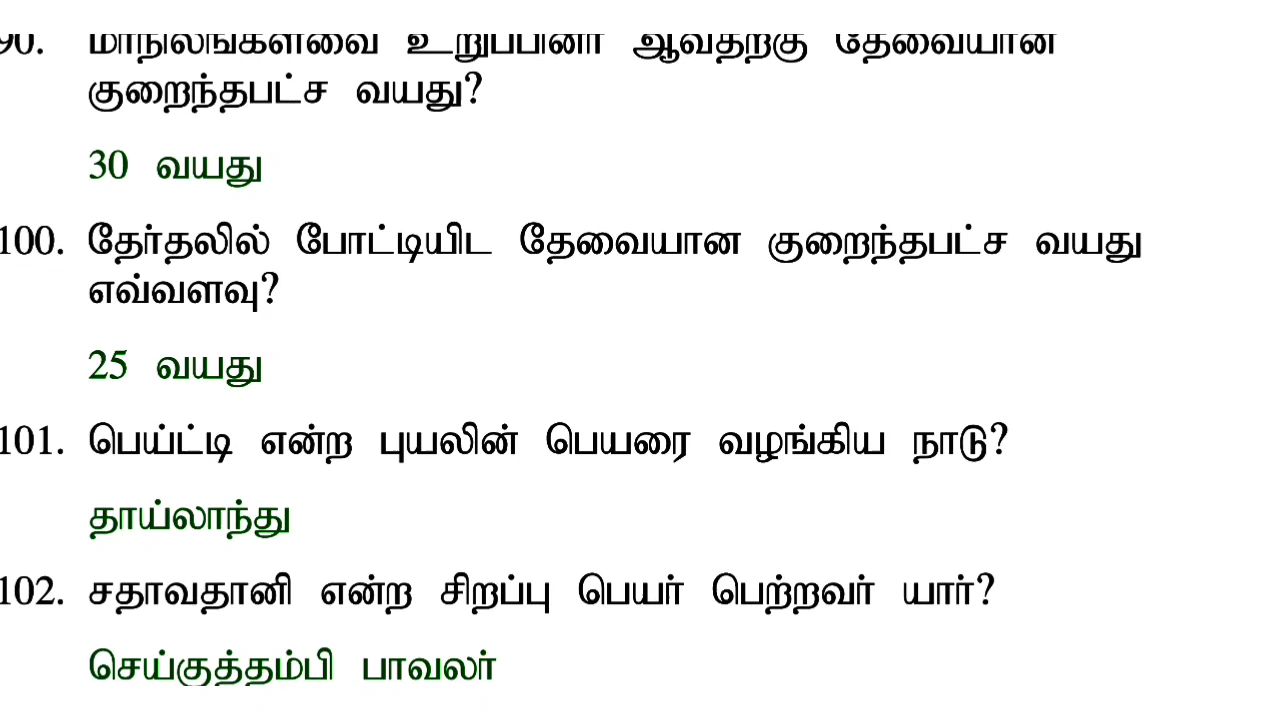 மாநிலங்களவை உறுப்பினர் ஆவதற்கு தேவையான
குறைந்தபட்ச வயது?
30 வயது
100. தேர்தலில் போட்டியிட தேவையான குறைந்தபட்ச வயது
எவ்வளவு?
25 வயது
101. பெய்ட்டி என்ற புயலின் பெயரை வழங்கிய நாடு?
தாய்லாந்து
102. சதாவதானி என்ற சிறப்பு பெயர் பெற்றவர் யார்?
செய்குத்தம்பி பாவலர்